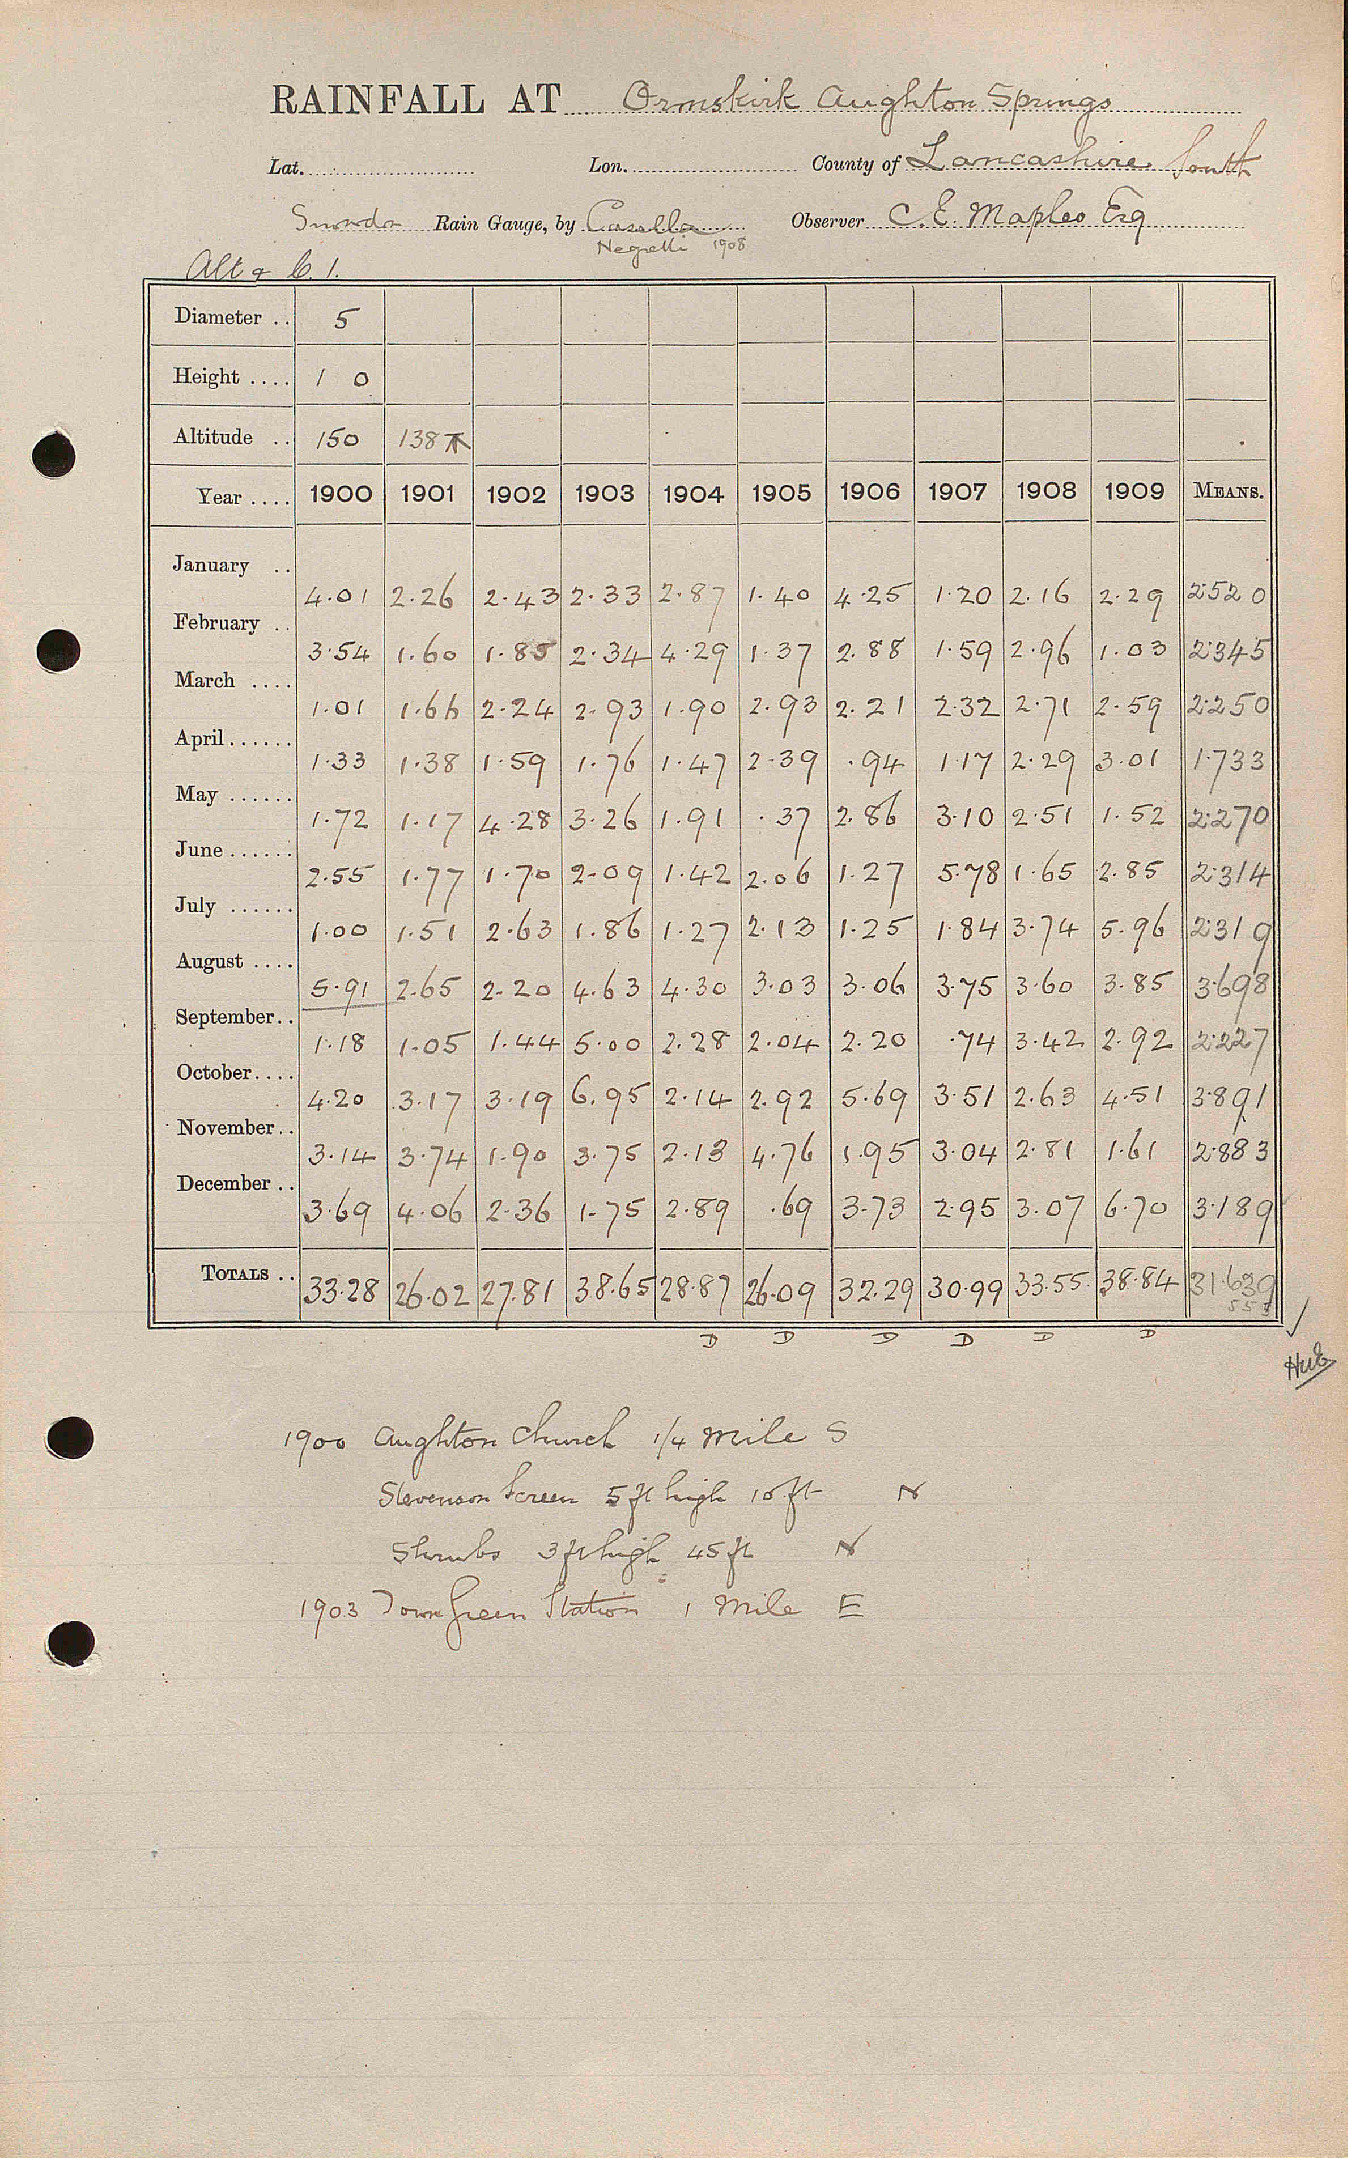 RAINFALL AT Ormskirk Aughton Springs
Lat. Lon. County of Lancashire South
Snowdon Rain Gauge, by Casella Observer C. E. Maples Esq
Negretti 1908
Alt & C. 1.
Diameter .. 5
Height .... 1 0
Altitude .. 150 138
Year .... 1900 1901 1902 1903 1904 1905 1906 1907 1908 1909 MEANS.
January .. 4.01 2.26 2.43 2.33 2.87 1.40 4.25 1.20 2.16 2.29 2.520
February .. 3.54 1.60 1.85 2.34 4.29 1.37 2.88 1.59 2.96 1.03 2.345
March .... 1.01 1.66 2.24 2.93 1.90 2.93 2.21 2.32 2.71 2.59 2.250
April...... 1.33 1.38 1.59 1.76 1.47 2.39 .94 1.17 2.29 3.01 1.733
May ...... 1.72 1.17 4.28 3.26 1.91 .37 2.86 3.10 2.51 1.52 2.270
June...... 2.55 1.77 1.70 2.09 1.42 2.06 1.27 5.78 1.65 2.85 2.314
July ...... 1.00 1.51 2.63 1.86 1.27 2.13 1.25 1.84 3.74 5.96 2.319
August .... 5.91 2.65 2.20 4.63 4.30 3.03 3.06 3.75 3.60 3.85 3.698
September.. 1.18 1.05 1.44 5.00 2.28 2.04 2.20 .74 3.42 2.92 2.227
October.... 4.20 3.17 3.19 6.95 2.14 2.92 5.69 3.51 2.63 4.51 3.891
November.. 3.14 3.74 1.90 3.75 2.13 4.76 1.95 3.04 2.81 1.61 2.883
December .. 3.69 4.06 2.36 1.75 2.89 .69 3.73 2.95 3.07 6.70 3.189
TOTALS .. 33.28 26.02 27.81 38.65 28.87 26.09 32.29 30.99 33.55 38.84 31.639
D D D D D D
1900 Aughton Church 1/4 Mile S
Stevenson Screen 5 ft high 10 ft N
Shrubs 3 ft high 45 ft N
1903 Town Green Station 1 Mile E